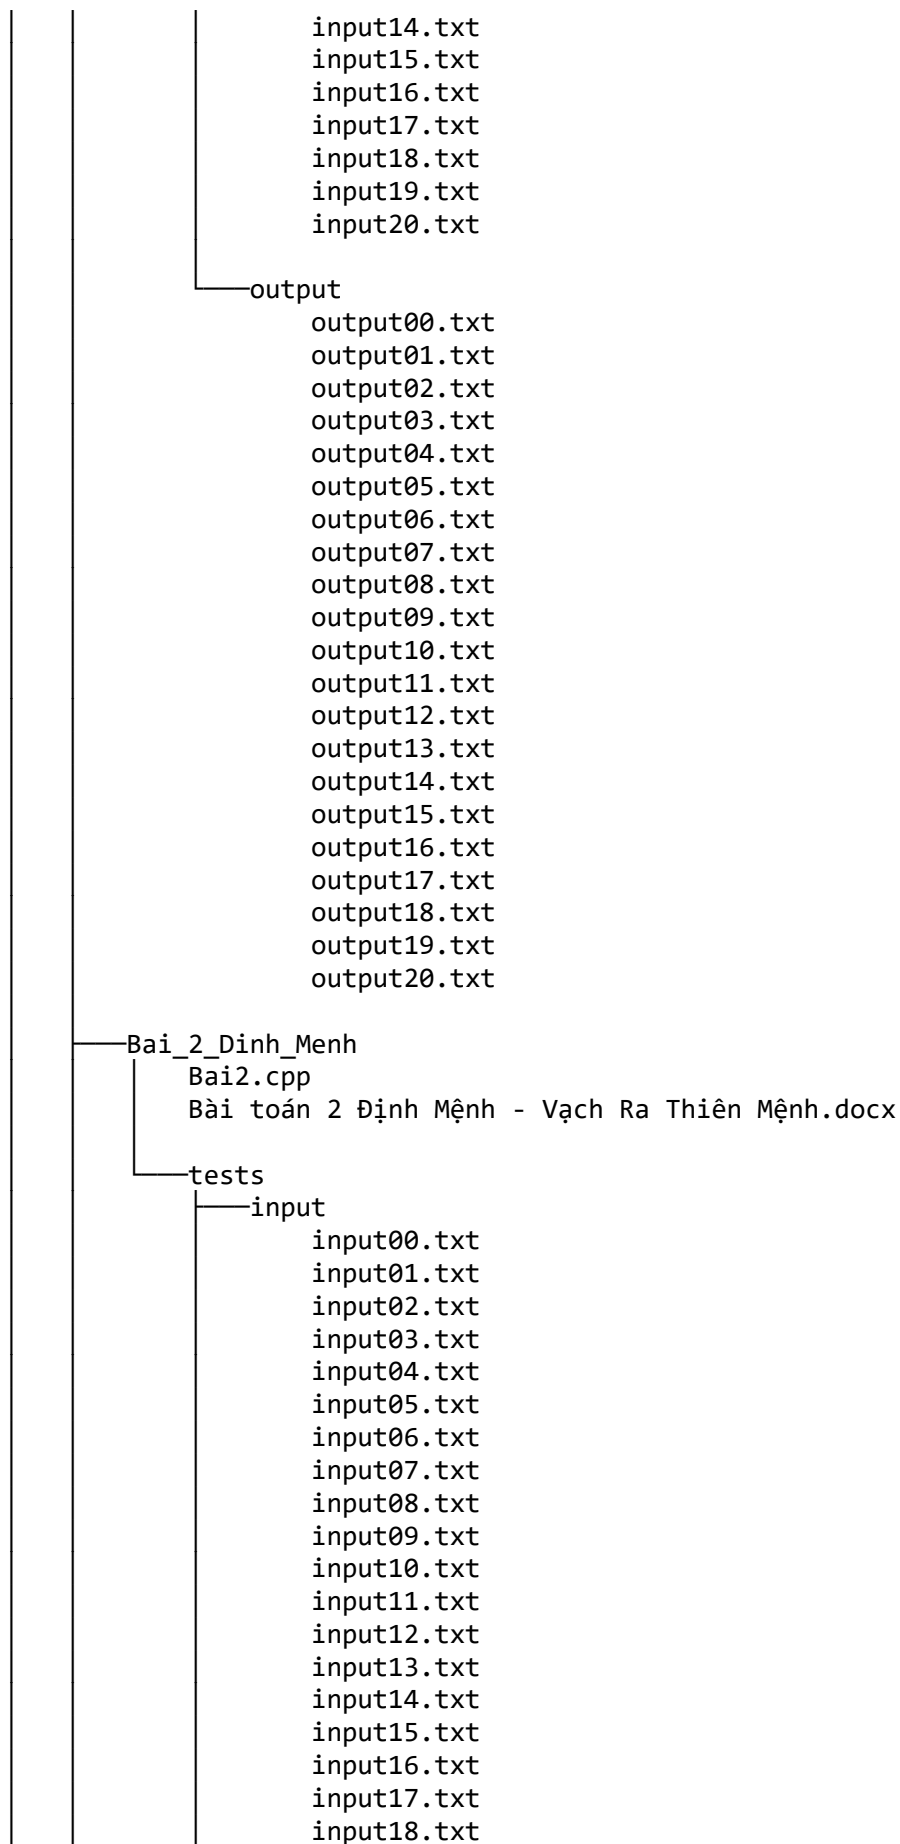 input14.txt
input15.txt
input16.txt
input17.txt
input18.txt
input19.txt
input20.txt
output
output00.txt
output01.txt
output02.txt
output03.txt
output04.txt
output05.txt
output06.txt
output07.txt
output08.txt
output09.txt
output10.txt
output11.txt
output12.txt
output13.txt
output14.txt
output15.txt
output16.txt
output17.txt
output18.txt
output19.txt
output20.txt
Bai_2_Dinh_Menh
Bai2.cpp
Bài toán 2 Định Mệnh - Vạch Ra Thiên Mệnh.docx
tests
input
input00.txt
input01.txt
input02.txt
input03.txt
input04.txt
input05.txt
input06.txt
input07.txt
input08.txt
input09.txt
input10.txt
input11.txt
input12.txt
input13.txt
input14.txt
input15.txt
input16.txt
input17.txt
input18.txt